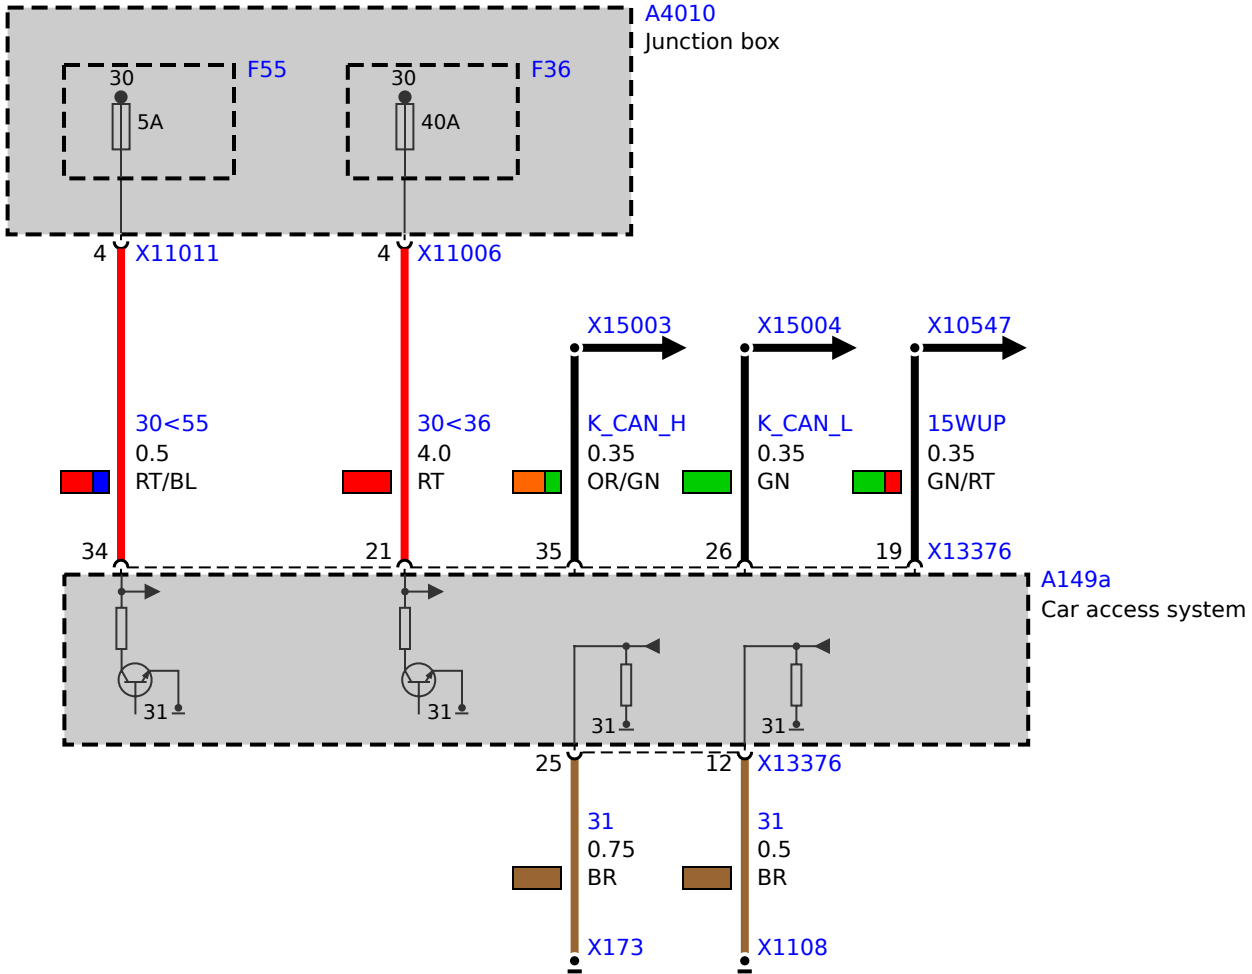 A4010
Junction box
F55
F36
30
30
5A
40A
4
X11011
4
X11006
X15003
X15004
X10547
30<55
30<36
K_CAN_H
K_CAN_L
15WUP
0.5
4.0
0.35
0.35
0.35
RT/BL
RT
OR/GN
GN
GN/RT
34
21
35
26
19
X13376
A149a
Car access system
31
31
31
31
25
12
X13376
31
31
0.75
0.5
BR
BR
X173
X1108